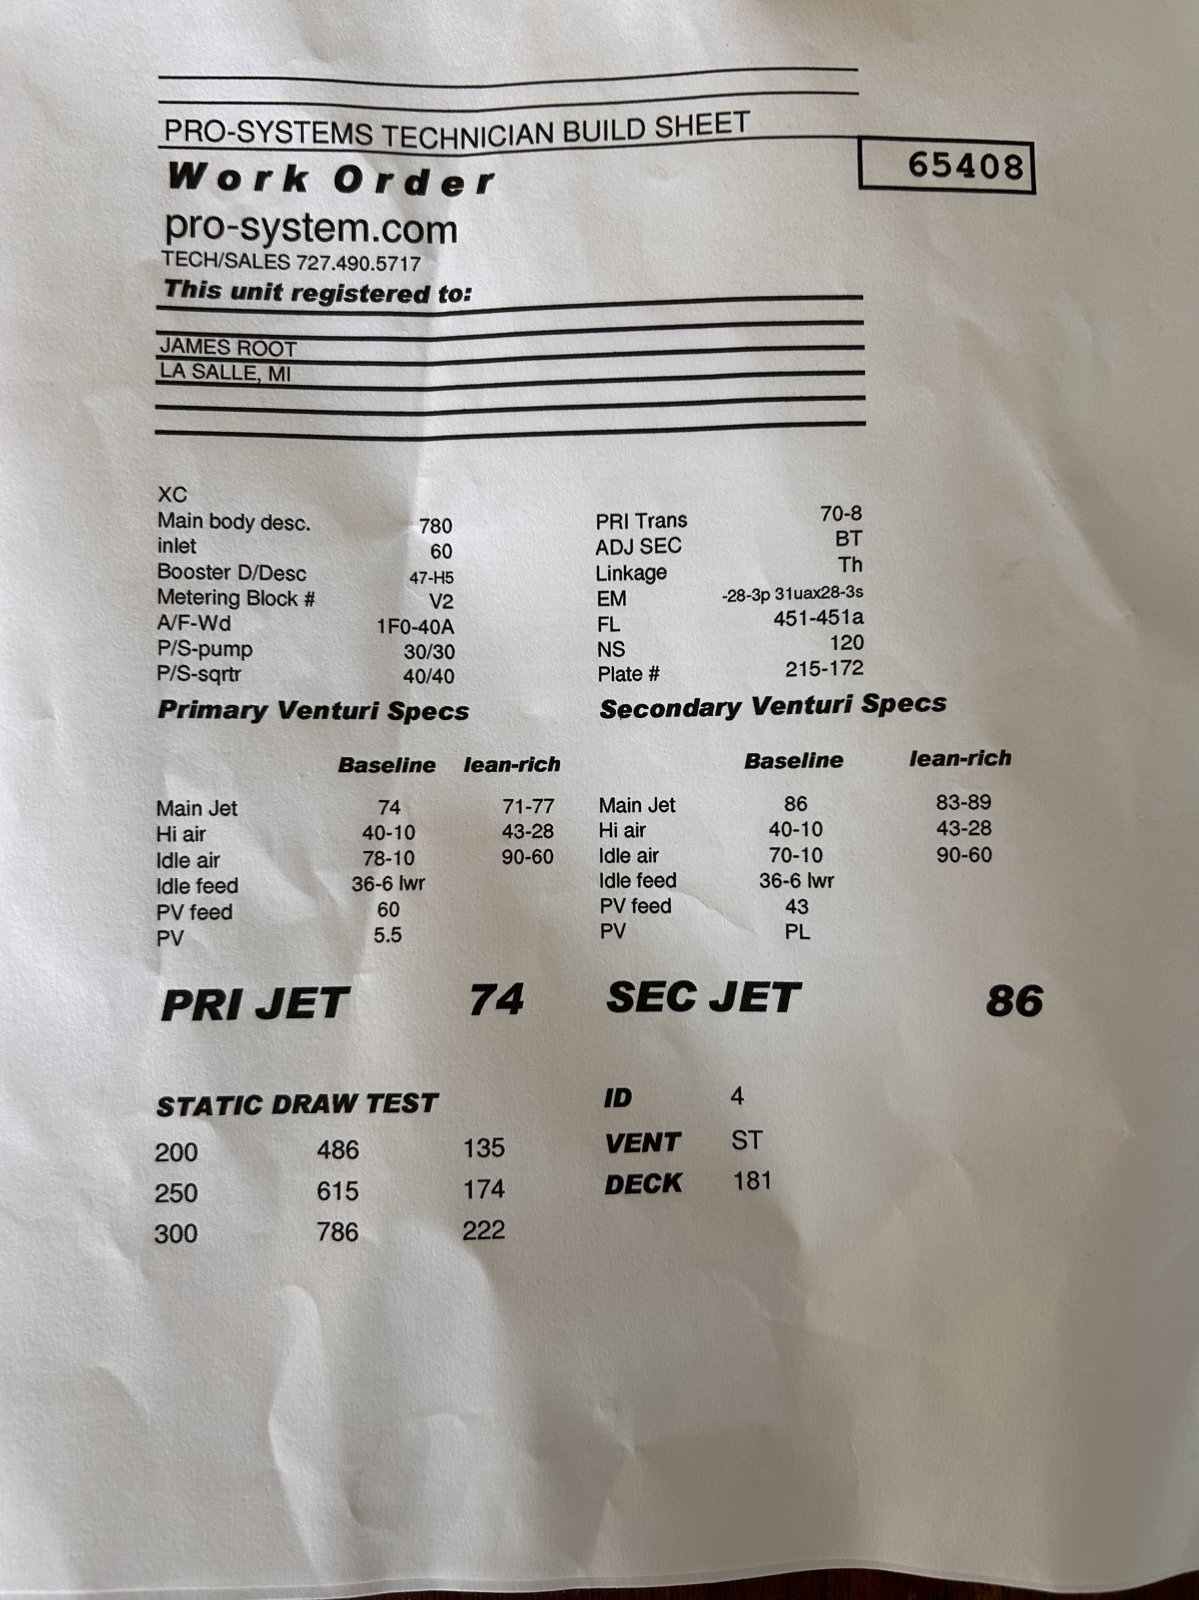 PRO-SYSTEMS TECHNICIAN BUILD SHEET
65408
Work Order
pro-system.com
TECH/SALES 727.490.5717
This unit registered to:
JAMES ROOT
LA SALLE, MI
XC
Main body desc. 780 PRI Trans 70-8
inlet 60 ADJ SEC BT
Booster D/Desc 47-H5 Linkage Th
Metering Block # V2 EM -28-3p 31uax28-3s
A/F-Wd 1F0-40A FL 451-451a
P/S-pump 30/30 NS 120
P/S-sqrtr 40/40 Plate # 215-172
Primary Venturi Specs Secondary Venturi Specs
Baseline lean-rich Baseline lean-rich
Main Jet 74 71-77 Main Jet 86 83-89
Hi air 40-10 43-28 Hi air 40-10 43-28
Idle air 78-10 90-60 Idle air 70-10 90-60
Idle feed 36-6 lwr Idle feed 36-6 lwr
PV feed 60 PV feed 43
PV 5.5 PV PL
PRI JET 74 SEC JET 86
STATIC DRAW TEST ID 4
200 486 135 VENT ST
250 615 174 DECK 181
300 786 222